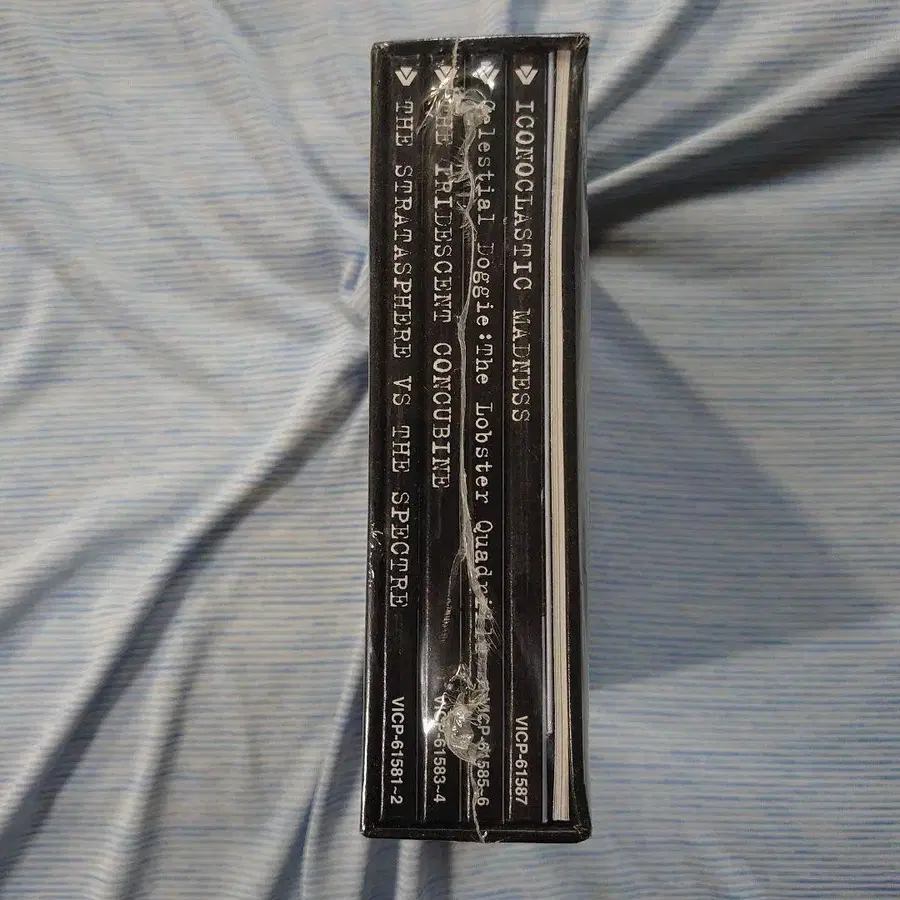 THE STRATASPHERE VS THE SPECTRE
VICP-61581~2
THE IRIDESCENT CONCUBINE
VICP-61583~4
Celestial Doggie:The Lobster Quadrille
VICP-61585~6
ICONOCLASTIC MADNESS
VICP-61587